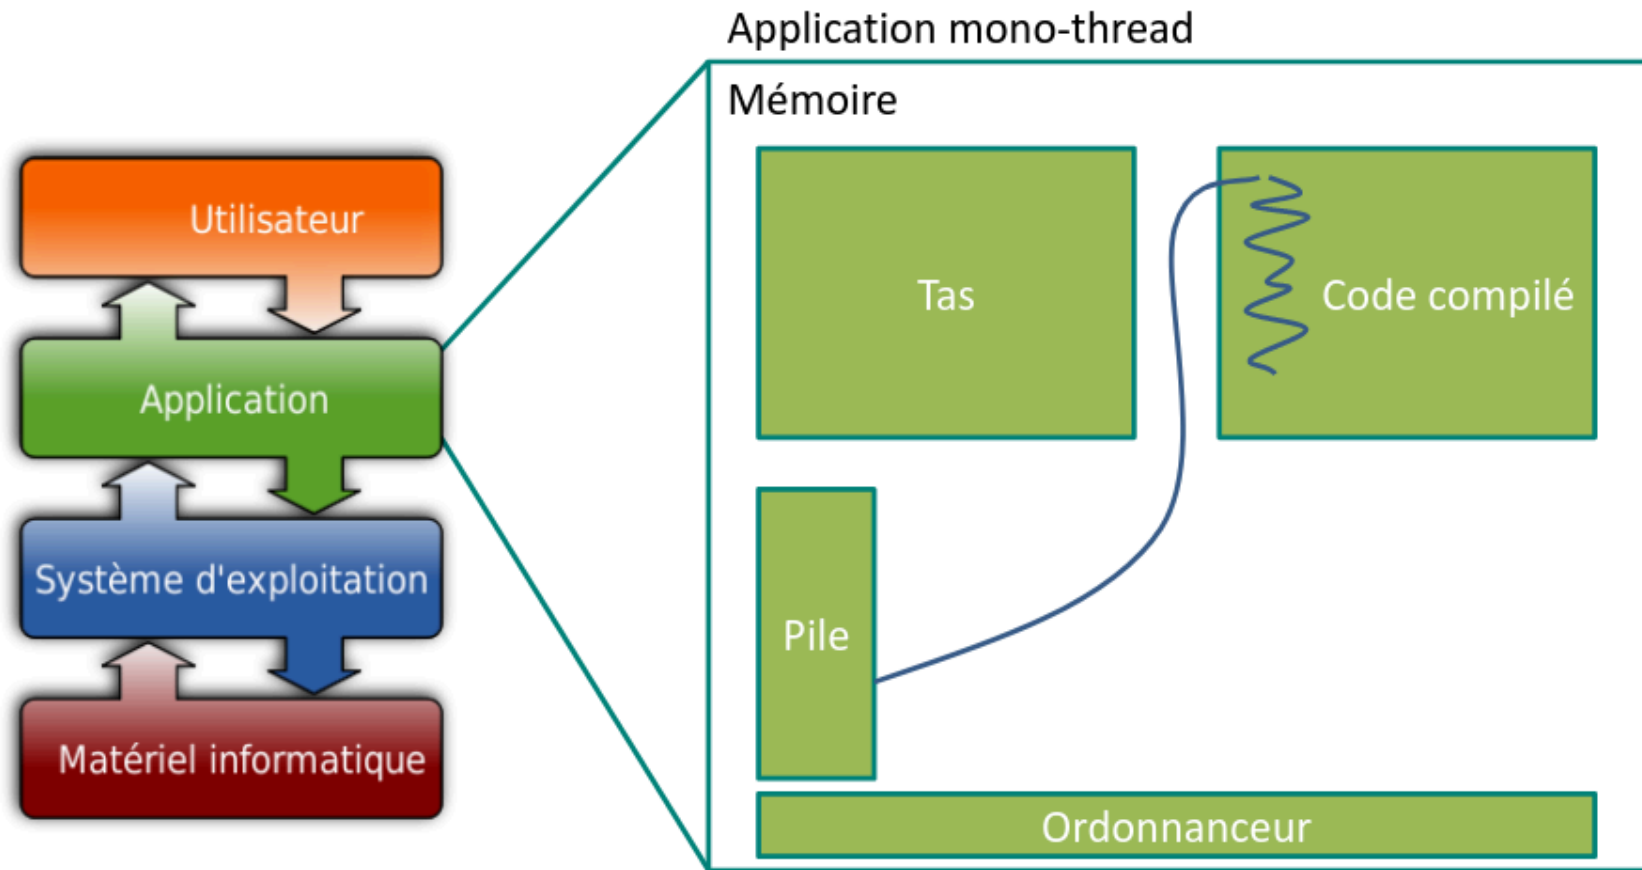 Application mono-thread
Mémoire
Utilisateur
Application
Système d'exploitation
Matériel informatique
Tas
Code compilé
Pile
Ordonnanceur